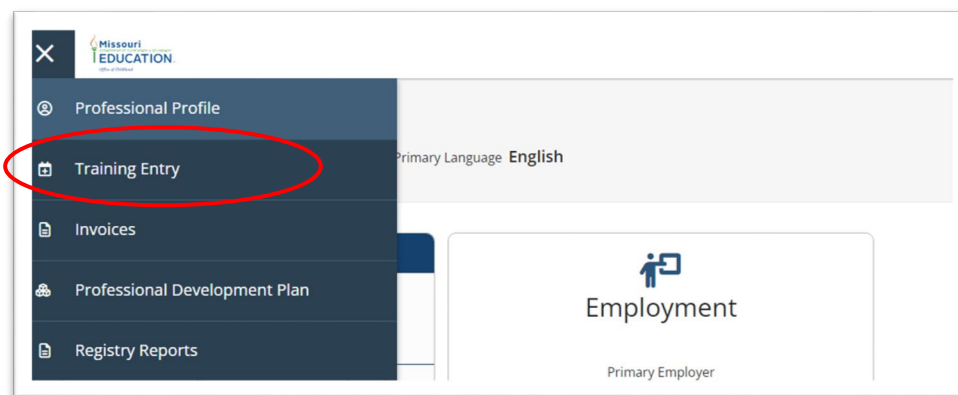 Missouri
EDUCATION
Professional Profile
Training Entry
Primary Language English
Invoices
Professional Development Plan
Employment
Registry Reports
Primary Employer